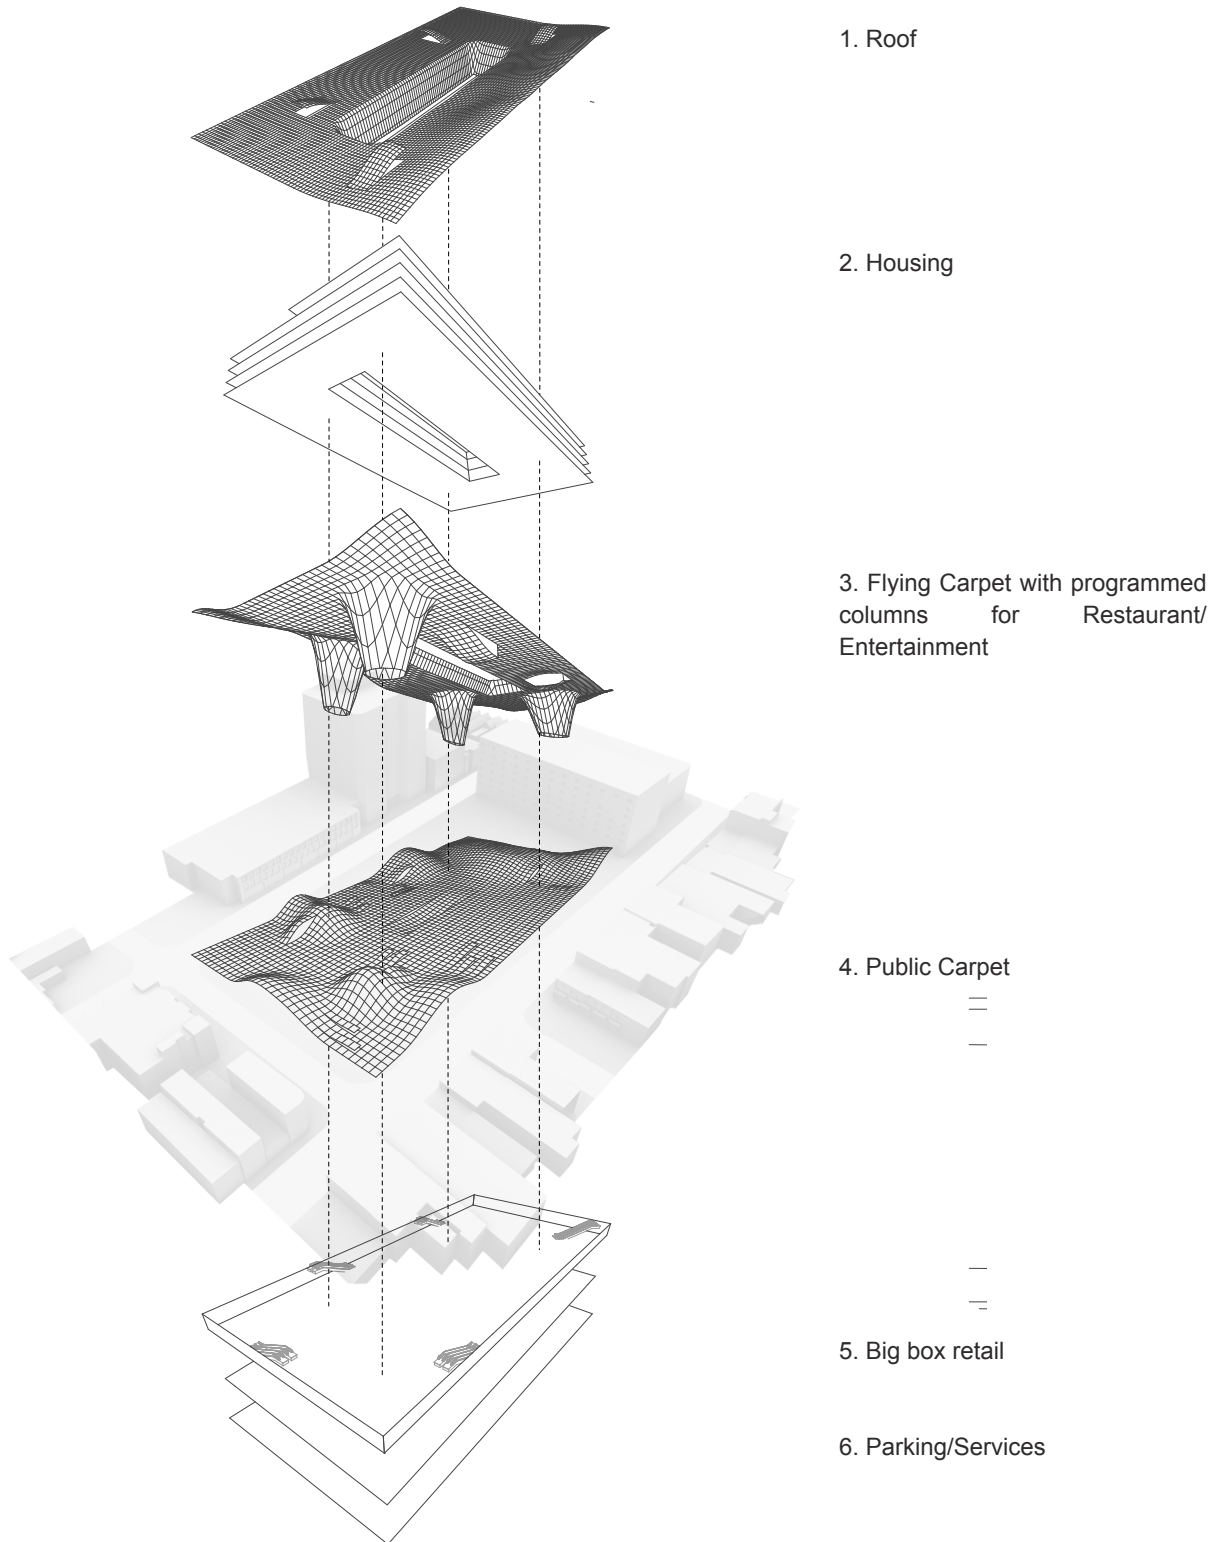 1. Roof
2. Housing
3. Flying Carpet with programmed
columns for Restaurant/
Entertainment
4. Public Carpet
5. Big box retail
6. Parking/Services